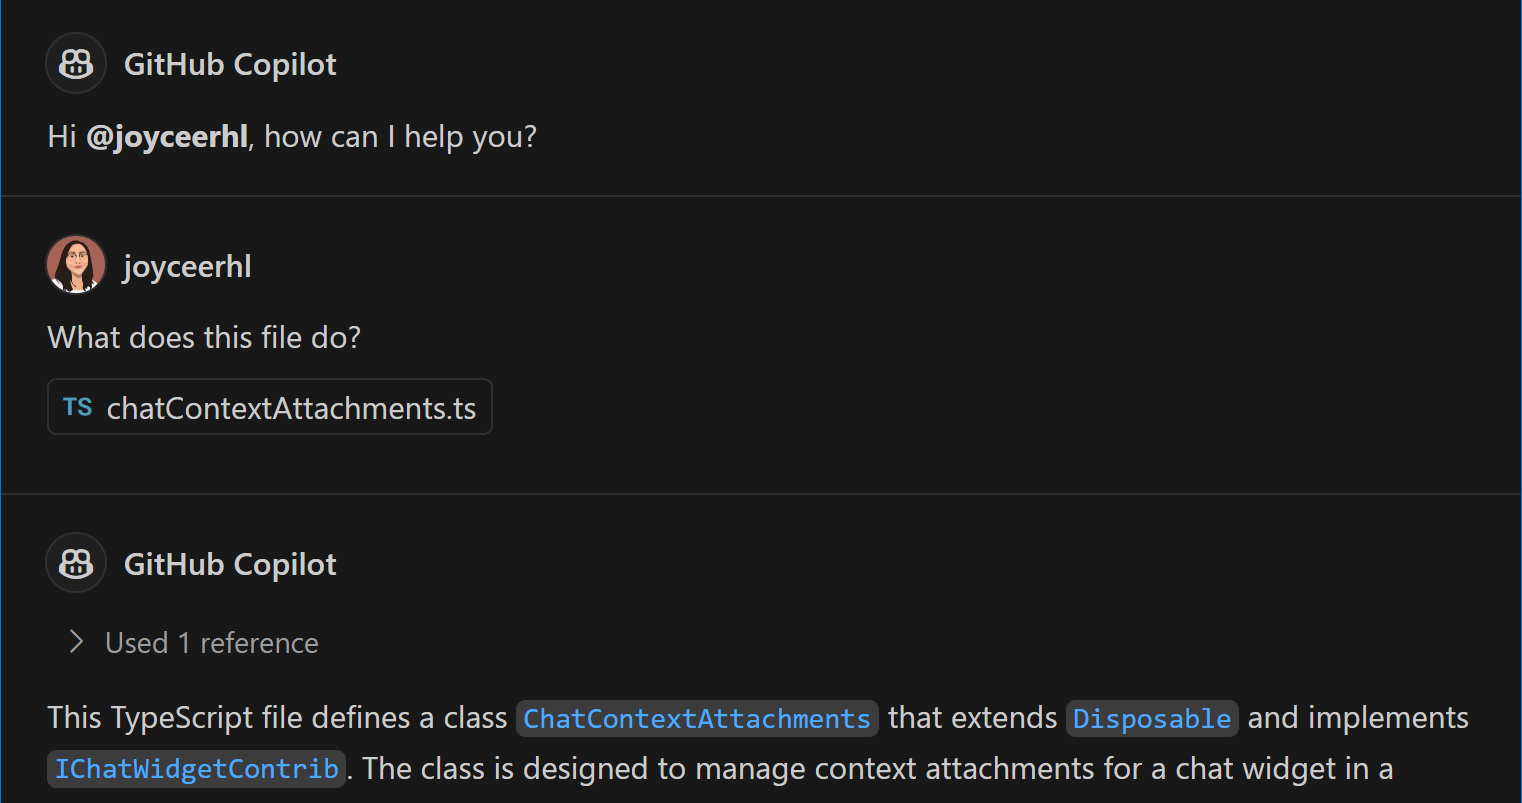 GitHub Copilot
Hi @joyceerhl, how can I help you?
joyceerhl
What does this file do?
TS chatContextAttachments.ts
GitHub Copilot
Used 1 reference
This TypeScript file defines a class ChatContextAttachments that extends Disposable and implements
IChatWidgetContrib. The class is designed to manage context attachments for a chat widget in a